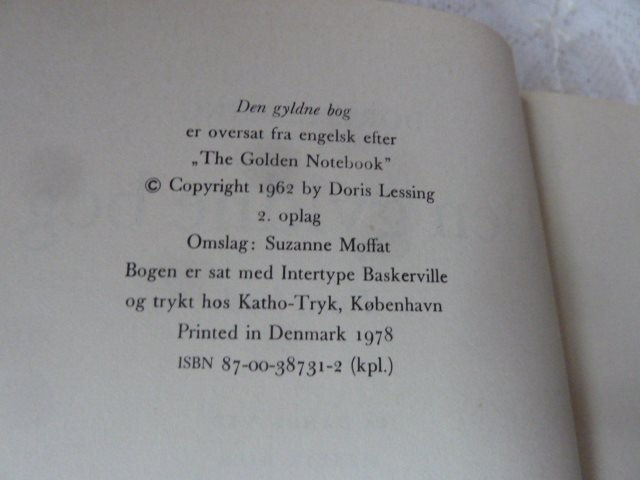 Den gyldne bog
er oversat fra engelsk efter
„The Golden Notebook”
© Copyright 1962 by Doris Lessing
2. oplag
Omslag: Suzanne Moffat
Bogen er sat med Intertype Baskerville
og trykt hos Katho-Tryk, København
Printed in Denmark 1978
ISBN 87-00-38731-2 (kpl.)